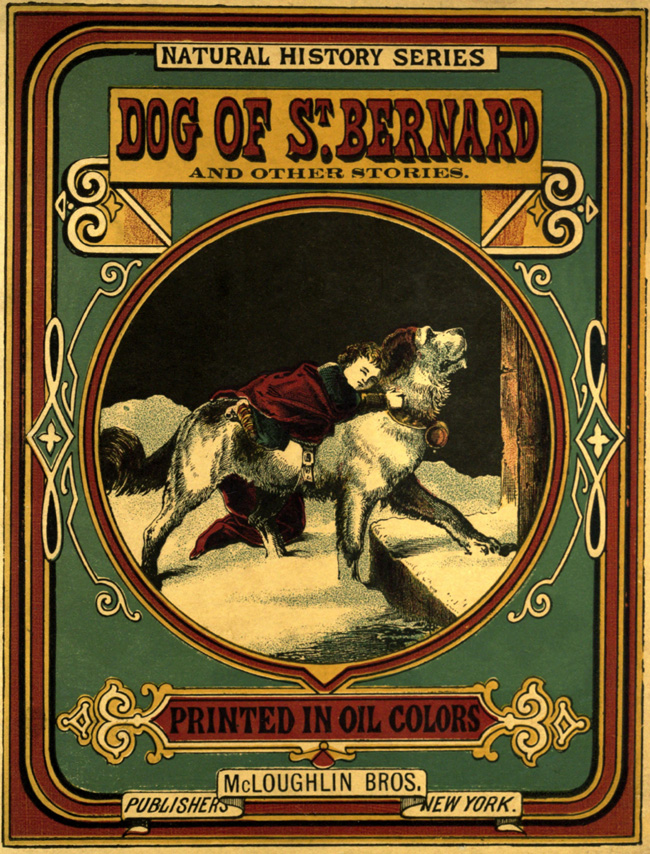 NATURAL HISTORY SERIES
DOG OF ST. BERNARD
AND OTHER STORIES.
PRINTED IN OIL COLORS
McLOUGHLIN BROS.
PUBLISHERS NEW YORK.